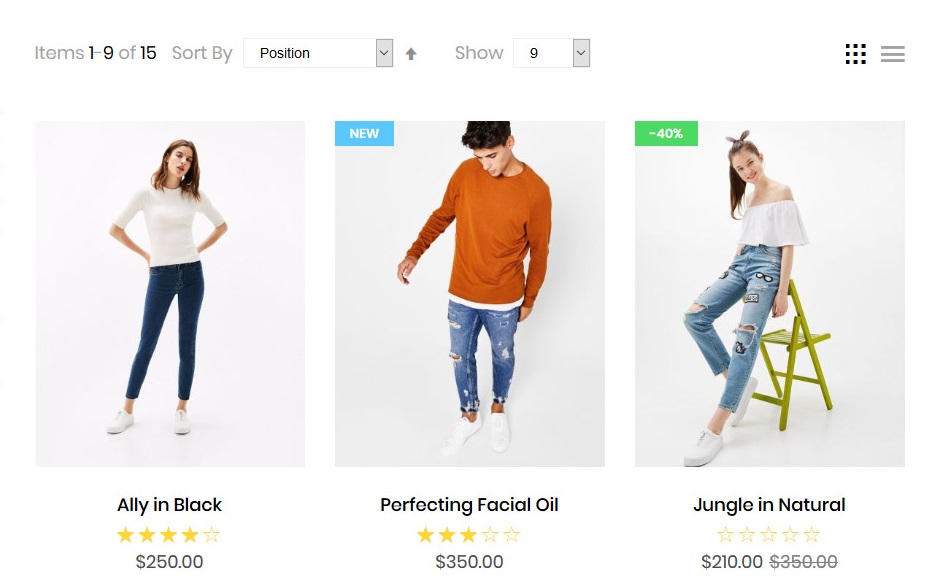 Items 1-9 of 15 Sort By Position Show 9
NEW
-40%
Ally in Black
$250.00
Perfecting Facial Oil
$350.00
Jungle in Natural
$210.00 $350.00